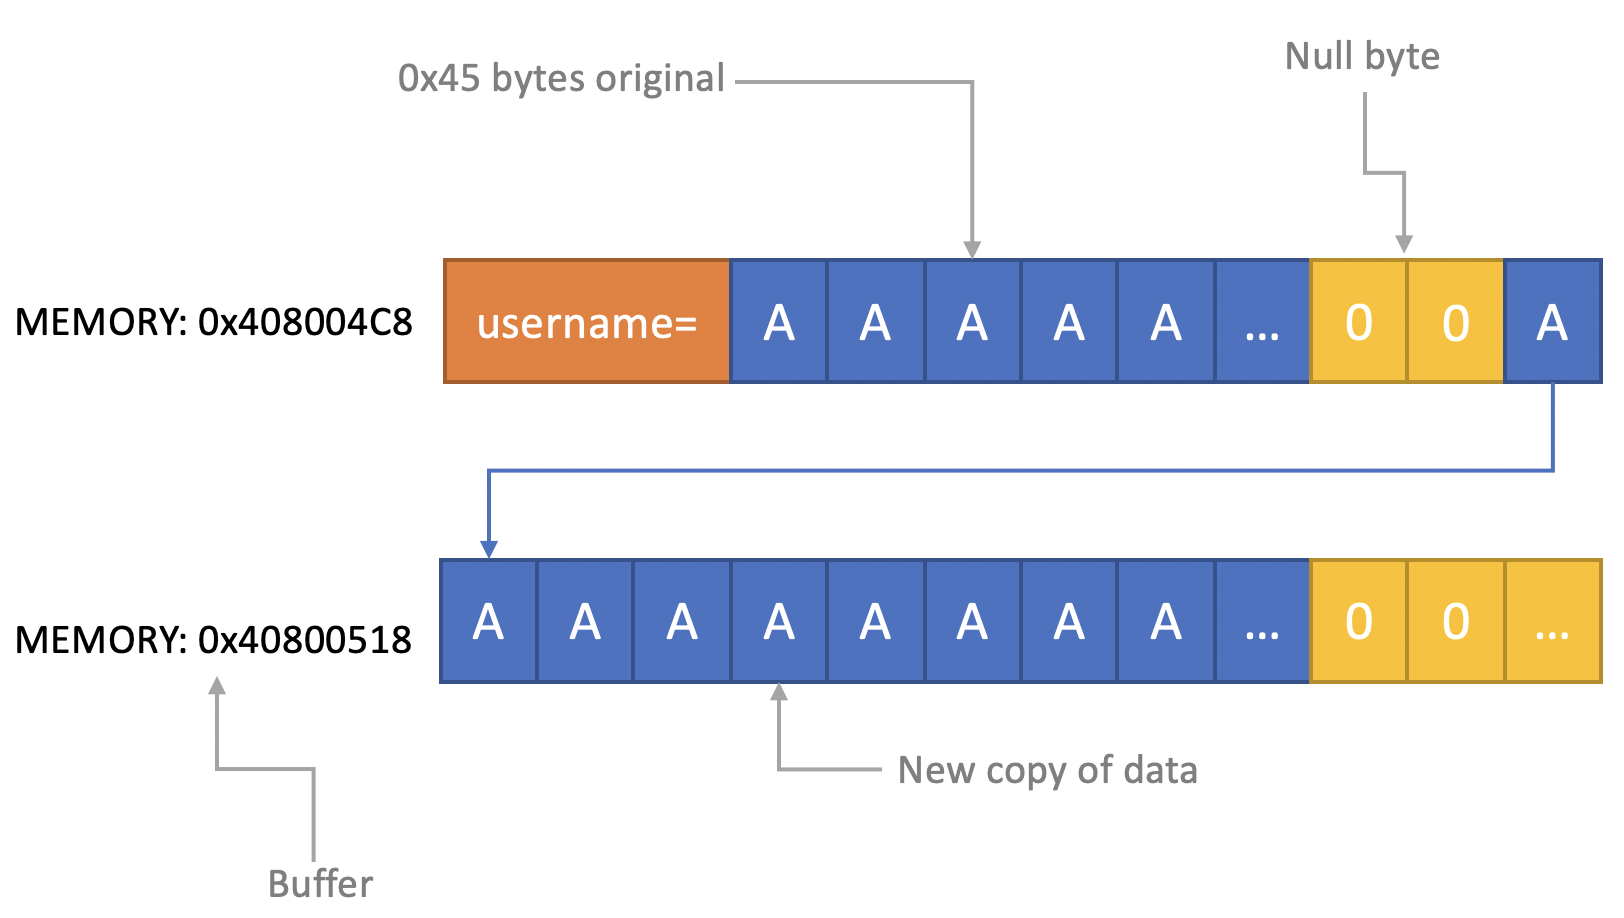 0x45 bytes original
Null byte
MEMORY: 0x408004C8 username= A A A A A ... 0 0 A
MEMORY: 0x40800518 A A A A A A A A ... 0 0 ...
New copy of data
Buffer